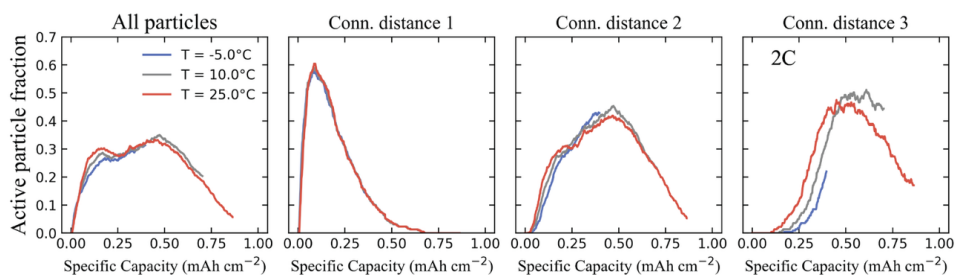 All particles
Conn. distance 1
Conn. distance 2
Conn. distance 3
Active particle fraction
0.7
0.6
0.5
0.4
0.3
0.2
0.1
0.0
T = -5.0°C
T = 10.0°C
T = 25.0°C
2C
0.00 0.25 0.50 0.75 1.00
0.00 0.25 0.50 0.75 1.00
0.00 0.25 0.50 0.75 1.00
0.00 0.25 0.50 0.75 1.00
Specific Capacity (mAh cm⁻²)
Specific Capacity (mAh cm⁻²)
Specific Capacity (mAh cm⁻²)
Specific Capacity (mAh cm⁻²)